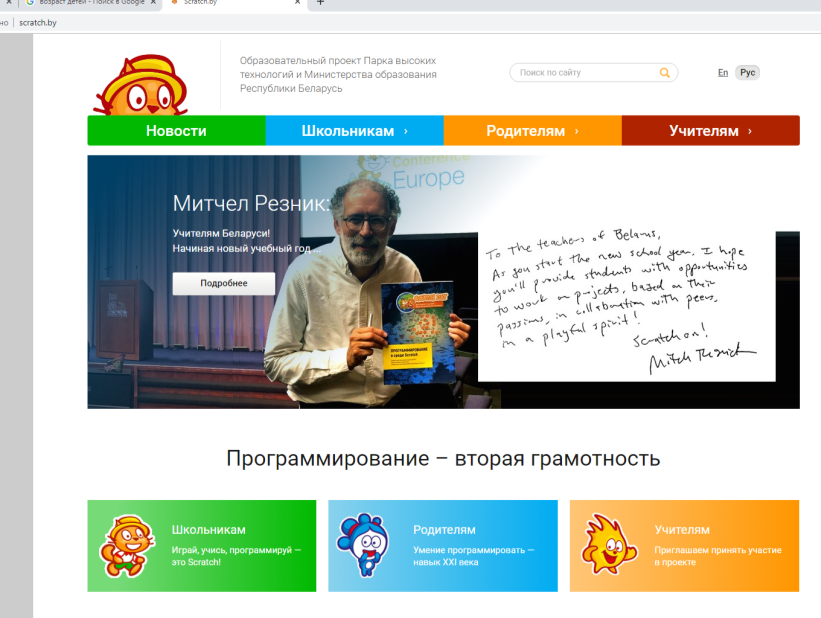 возраст детей - Поиск в Google
Scratch.by
но
scratch.by
Образовательный проект Парка высоких
технологий и Министерства образования
Республики Беларусь
Поиск по сайту
En Рус
Новости
Школьникам ›
Родителям ›
Учителям ›
Conference
Europe
Митчел Резник:
Учителям Беларуси!
Начиная новый учебный год...
Подробнее
To the teachers of Belarus,
As you start the new school year, I hope
you'll provide students with opportunities
to work on projects, based on their
passions, in collaboration with peers,
in a playful spirit!
Scratch on!
Mitch Resnick
ПРОГРАММИРОВАНИЕ
в среде Scratch
Программирование – вторая грамотность
Школьникам
Играй, учись, программируй —
это Scratch!
Родителям
Умение программировать —
навык XXI века
Учителям
Приглашаем принять участие
в проекте